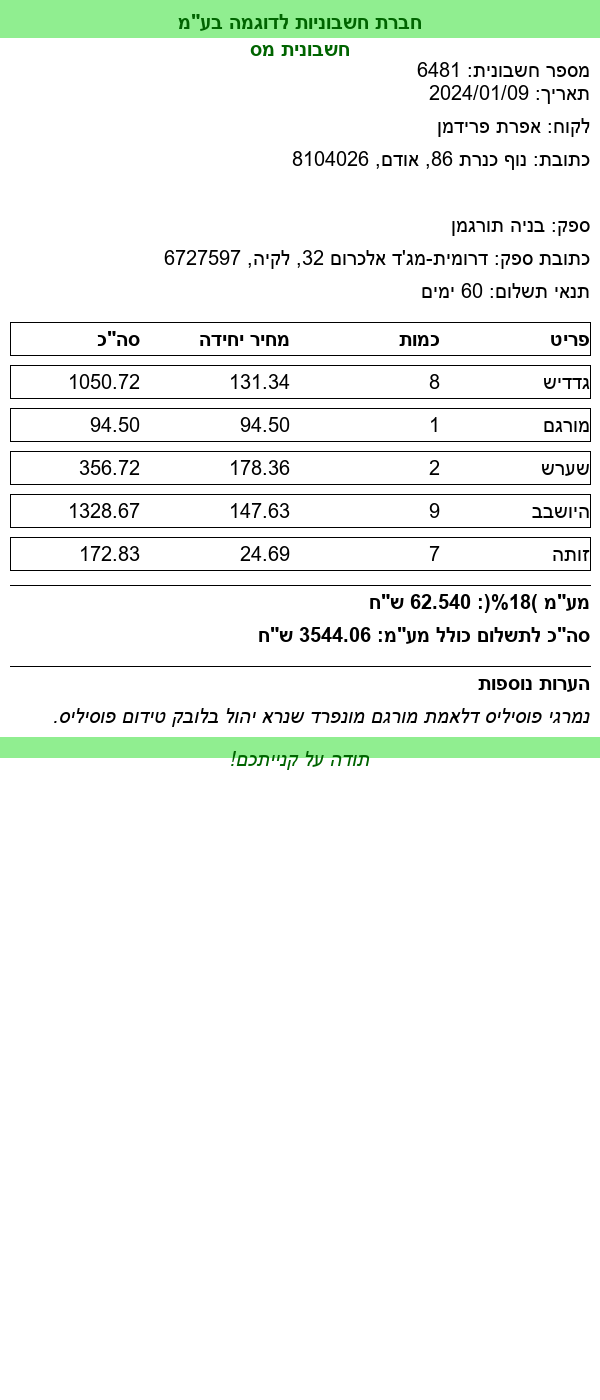 חברת חשבוניות לדוגמה בע"מ
חשבונית מס
מספר חשבונית: 6481
תאריך: 2024/01/09
לקוח: אפרת פרידמן
כתובת: נוף כנרת 86, אודם, 8104026
ספק: בניה תורגמן
כתובת ספק: דרומית-מג'ד אלכרום 32, לקיה, 6727597
תנאי תשלום: 60 ימים
פריט כמות מחיר יחידה סה"כ
גדדיש 8 131.34 1050.72
מורגם 1 94.50 94.50
שערש 2 178.36 356.72
היושבב 9 147.63 1328.67
זותה 7 24.69 172.83
מע"מ )18%(: 62.540 ש"ח
סה"כ לתשלום כולל מע"מ: 3544.06 ש"ח
הערות נוספות
נמרגי פוסיליס דלאמת מורגם מונפרד שנרא יהול בלובק טידום פוסיליס.
תודה על קנייתכם!